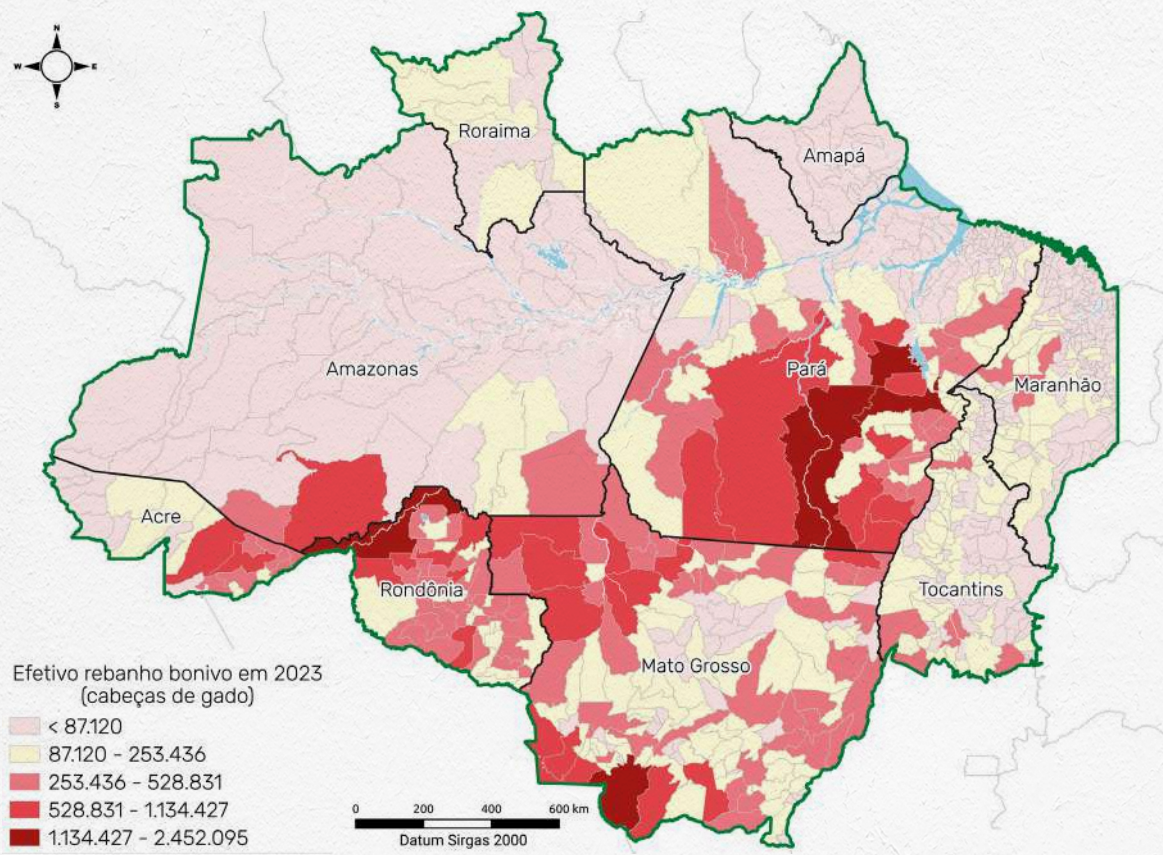 N
W E
S
Roraima
Amapá
Amazonas
Pará
Maranhão
Acre
Rondônia
Tocantins
Mato Grosso
Efetivo rebanho bonivo em 2023
(cabeças de gado)
< 87.120
87.120 - 253.436
253.436 - 528.831
528.831 - 1.134.427
1.134.427 - 2.452.095
0 200 400 600 km
Datum Sirgas 2000